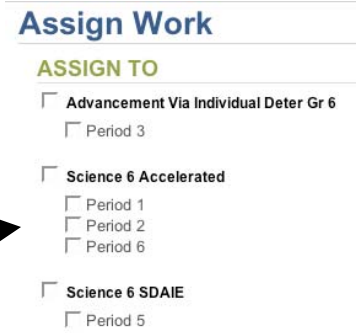 Assign Work
ASSIGN TO
Advancement Via Individual Deter Gr 6
Period 3
Science 6 Accelerated
Period 1
Period 2
Period 6
Science 6 SDAIE
Period 5